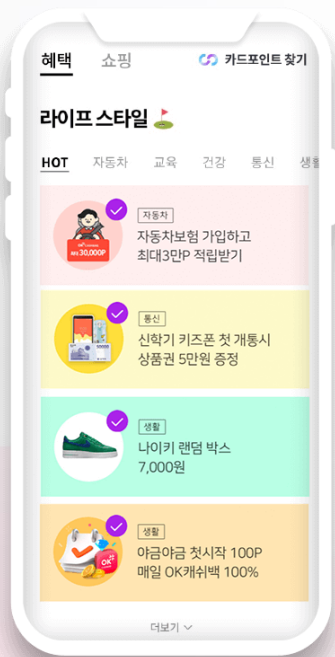 혜택 쇼핑 카드포인트 찾기
라이프 스타일
HOT 자동차 교육 건강 통신 생활
자동차
자동차보험 가입하고
최대3만P 적립받기
30,000P
통신
신학기 키즈폰 첫 개통시
상품권 5만원 증정
생활
나이키 랜덤 박스
7,000원
생활
야금야금 첫시작 100P
매일 OK캐쉬백 100%
OK
더보기